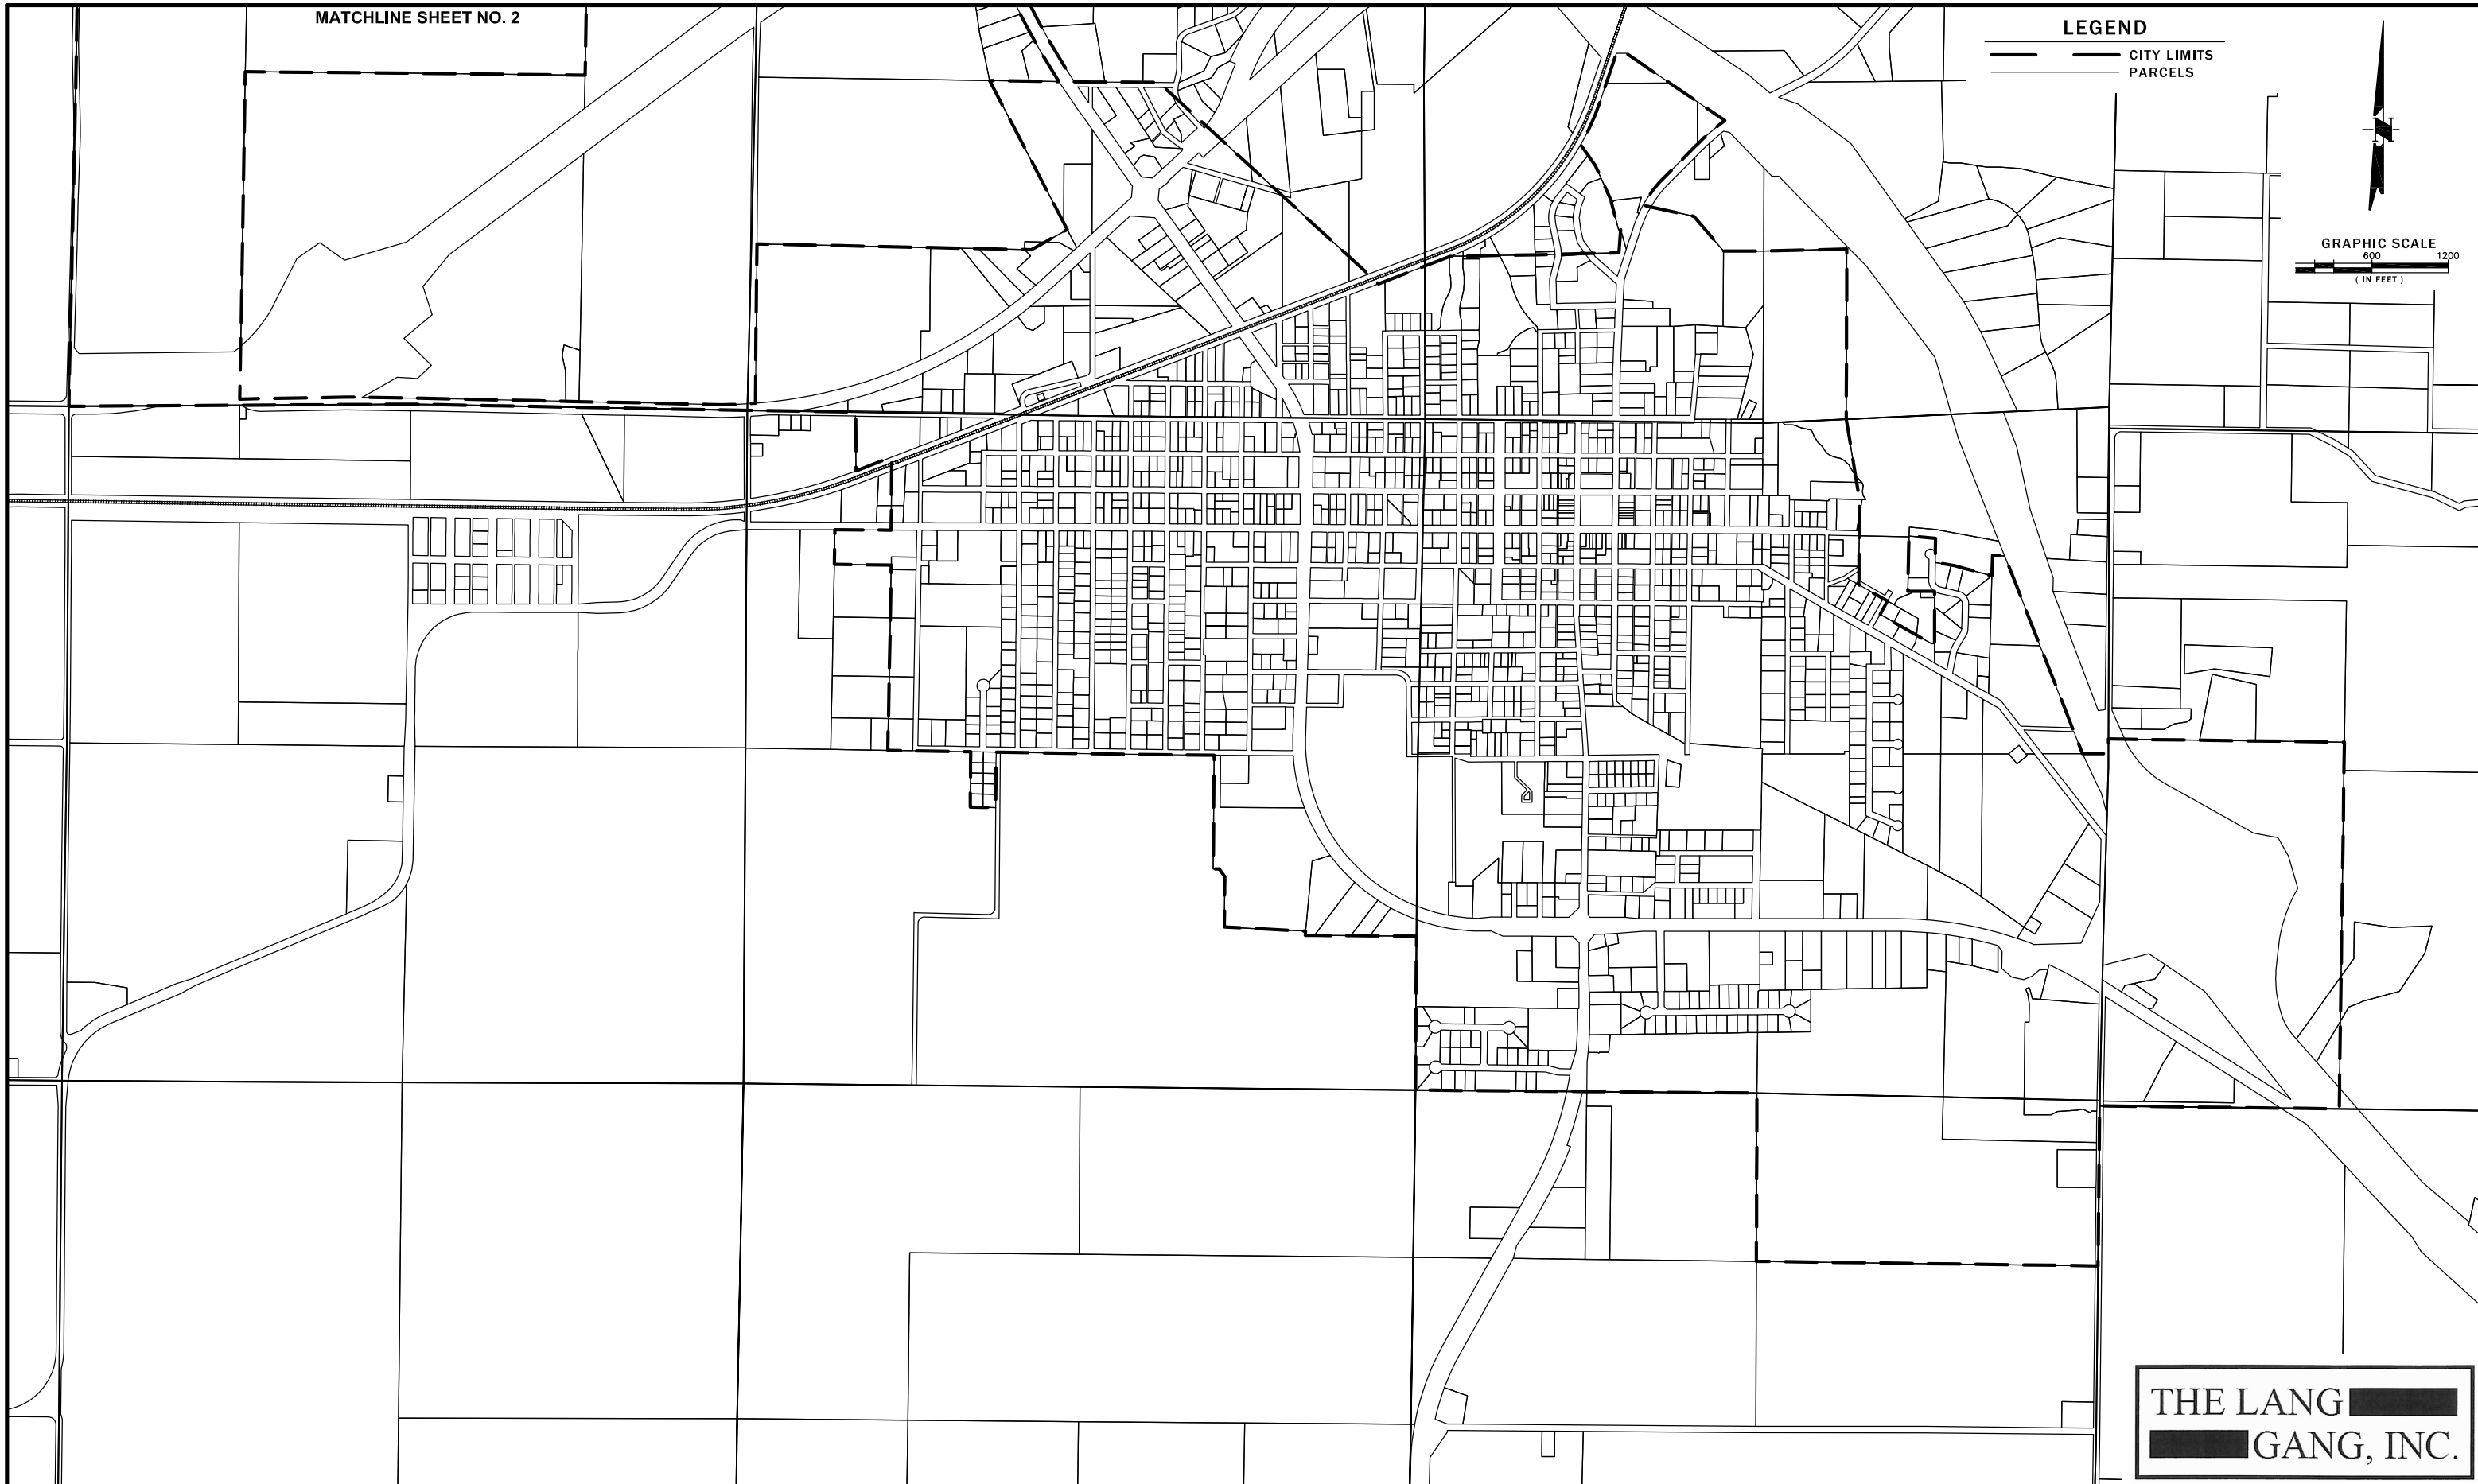 MATCHLINE SHEET NO. 2
LEGEND
CITY LIMITS
PARCELS
N
GRAPHIC SCALE
600 1200
( IN FEET )
THE LANG
GANG, INC.